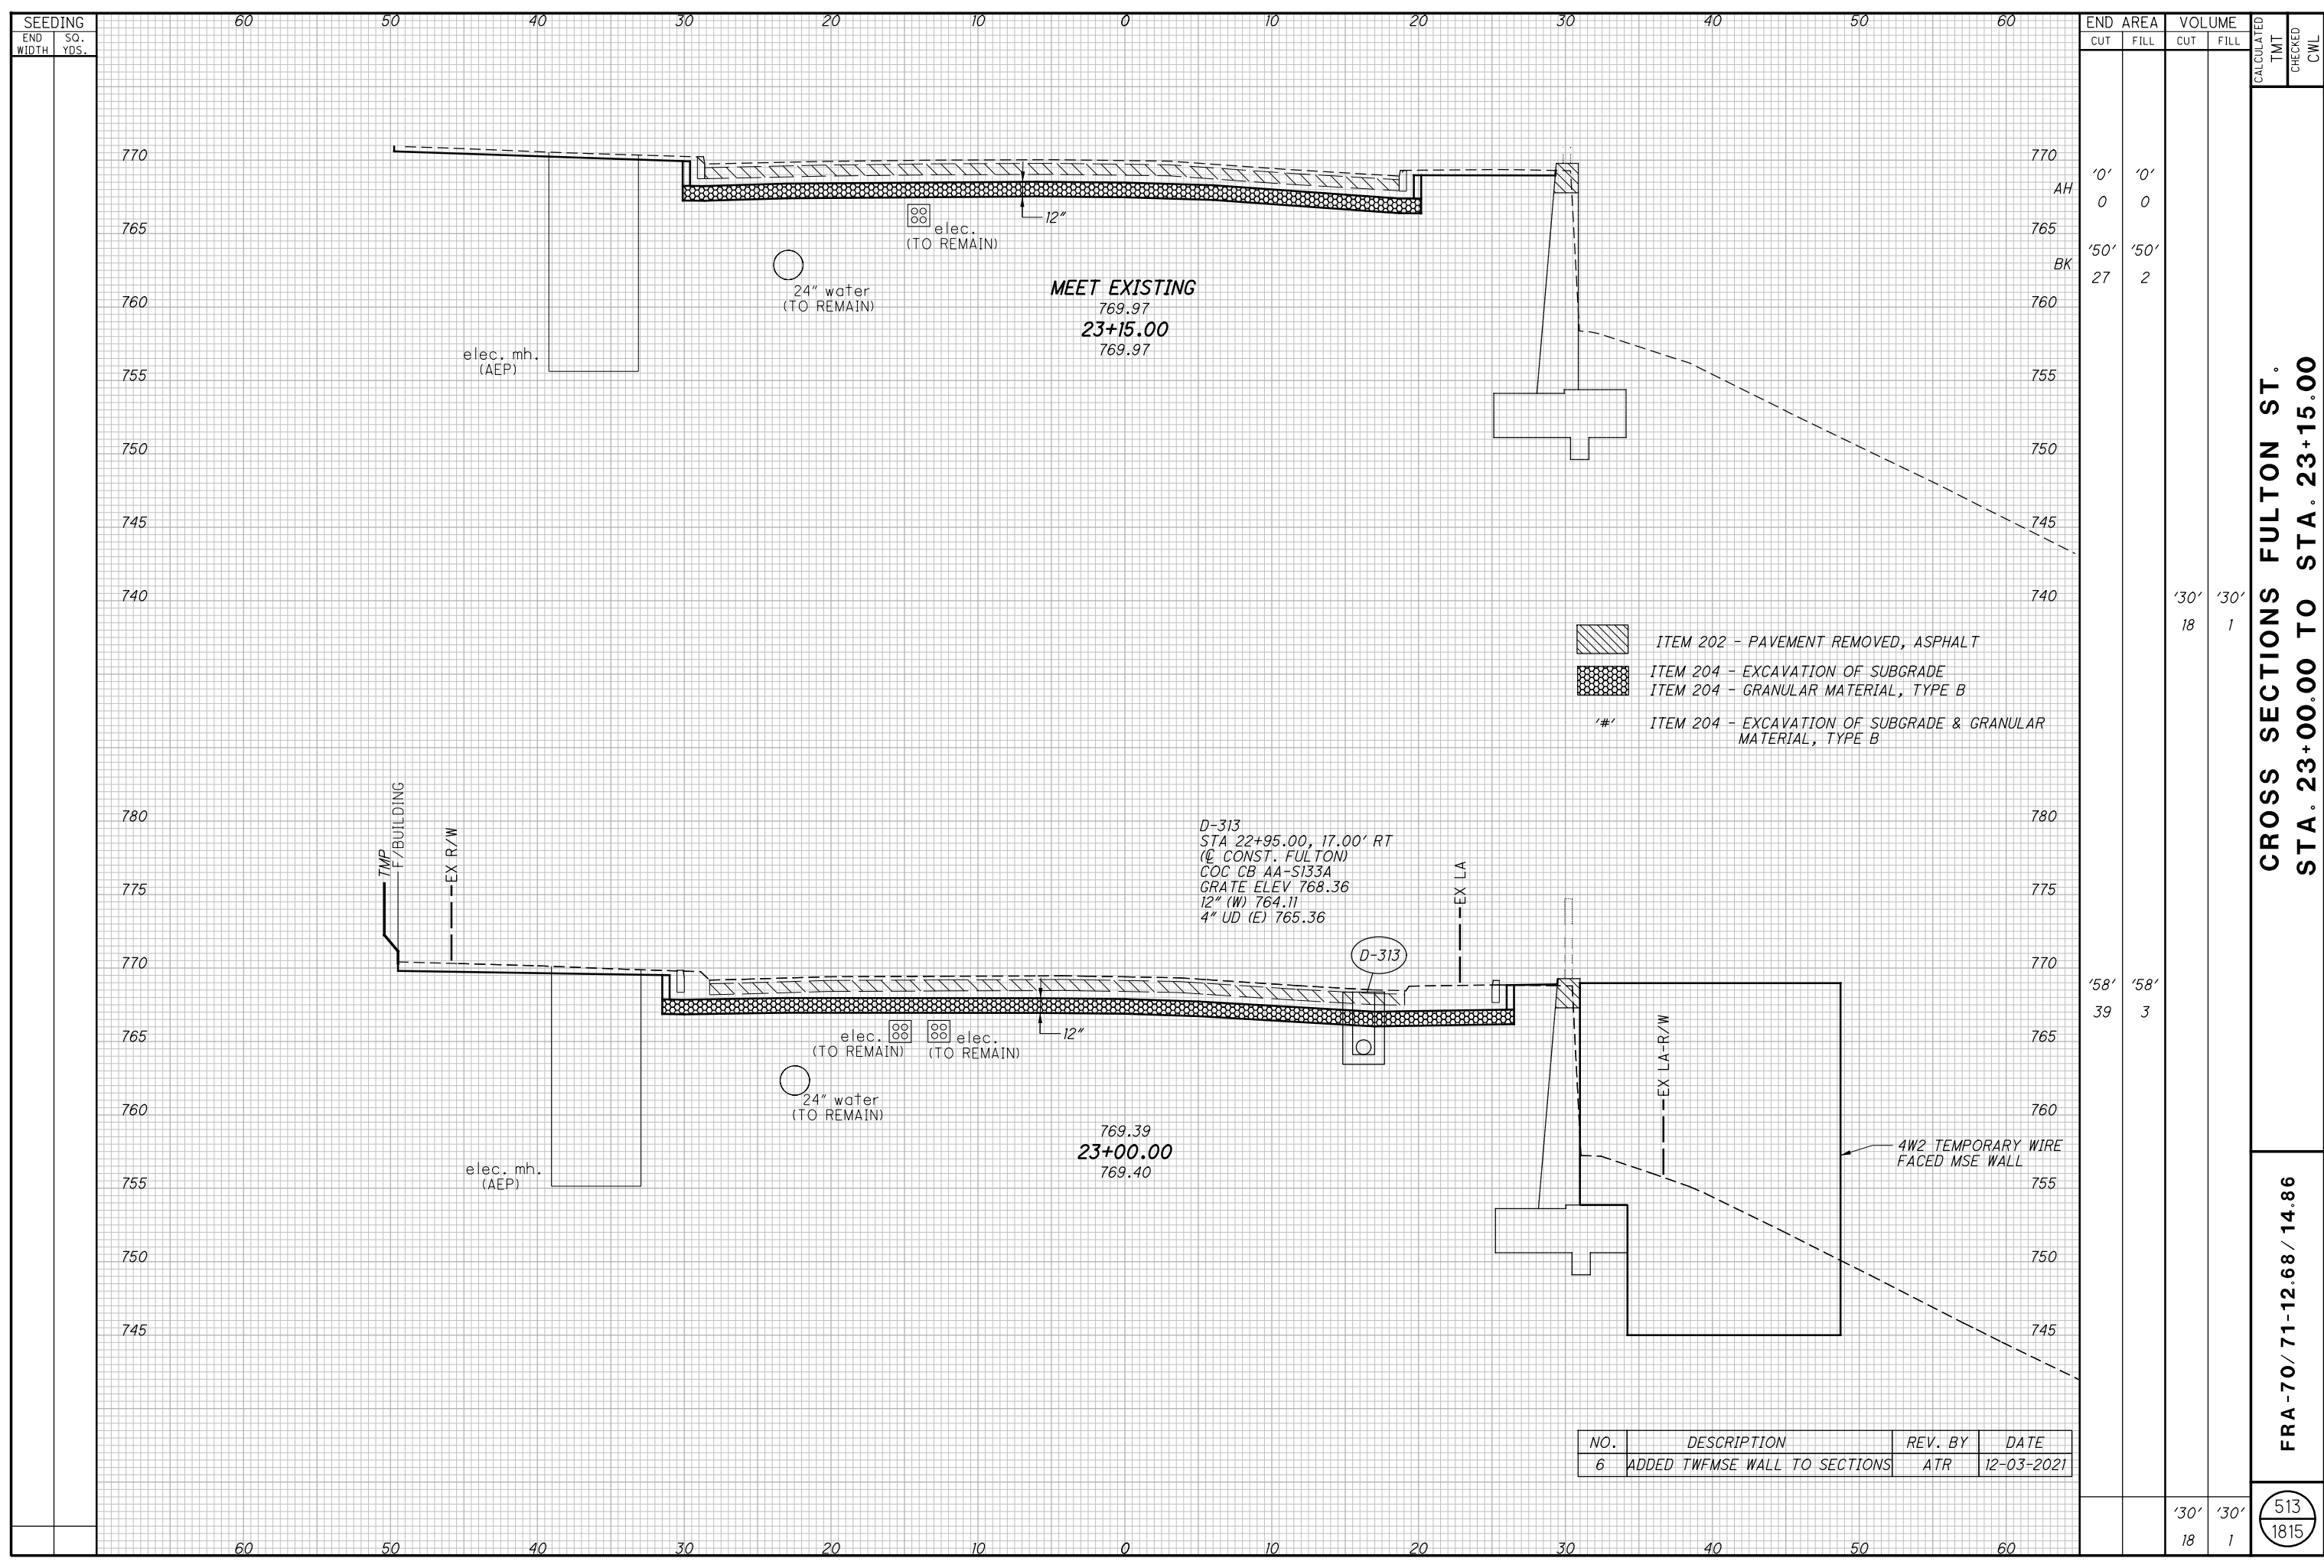 SEEDING
END WIDTH
SQ. YDS.
60 50 40 30 20 10 0 10 20 30 40 50 60
END AREA
VOLUME
CUT FILL CUT FILL
CALCULATED
TMT
CHECKED
CWL
770 770
'0' '0'
AH
0 0
12"
elec.
(TO REMAIN)
765 765
'50' '50'
BK
27 2
24" water
(TO REMAIN)
MEET EXISTING
769.97
23+15.00
769.97
760 760
elec. mh.
(AEP)
755 755
750 750
745 745
740 740
'30' '30'
18 1
ITEM 202 - PAVEMENT REMOVED, ASPHALT
ITEM 204 - EXCAVATION OF SUBGRADE
ITEM 204 - GRANULAR MATERIAL, TYPE B
'#' ITEM 204 - EXCAVATION OF SUBGRADE & GRANULAR
MATERIAL, TYPE B
780 780
TMP
F/BUILDING
EX R/W
D-313
STA 22+95.00, 17.00' RT
(℄ CONST. FULTON)
COC CB AA-S133A
GRATE ELEV 768.36
12" (W) 764.11
4" UD (E) 765.36
EX LA
775 775
D-313
770 770
'58' '58'
39 3
765 765
elec.
(TO REMAIN)
elec.
(TO REMAIN)
12"
EX LA-R/W
24" water
(TO REMAIN)
760 760
769.39
23+00.00
769.40
4W2 TEMPORARY WIRE
FACED MSE WALL
elec. mh.
(AEP)
755 755
750 750
745 745
NO. DESCRIPTION REV. BY DATE
6 ADDED TWFMSE WALL TO SECTIONS ATR 12-03-2021
'30' '30'
18 1
60 50 40 30 20 10 0 10 20 30 40 50 60
CROSS SECTIONS FULTON ST.
STA. 23+00.00 TO STA. 23+15.00
FRA-70/71-12.68/14.86
513
1815